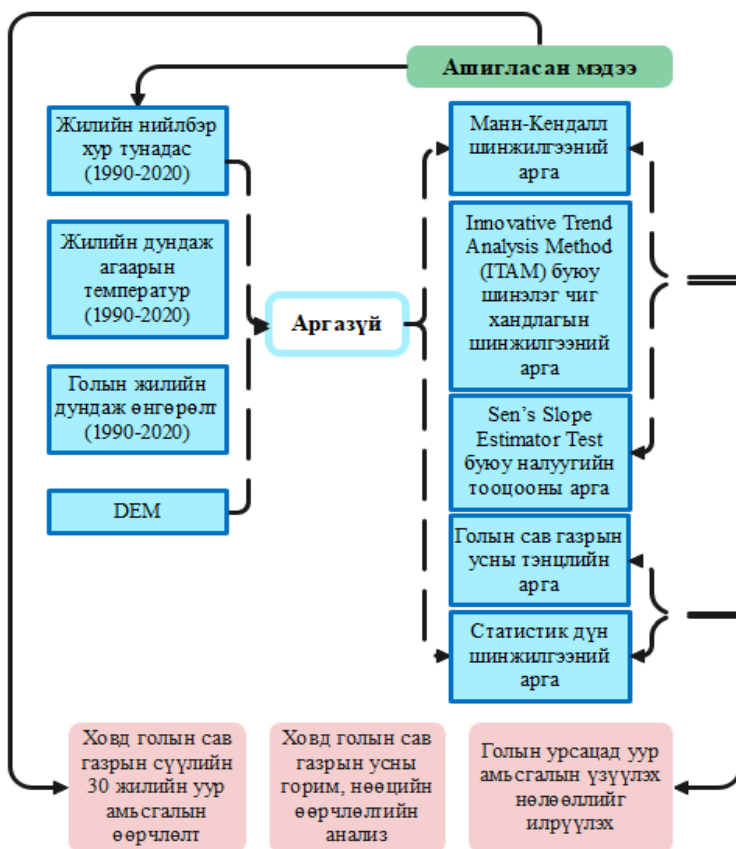 Ашигласан мэдээ
Жилийн нийлбэр
хур тунадас
(1990-2020)
Жилийн дундаж
агаарын
температур
(1990-2020)
Голын жилийн
дундаж өнгөрөлт
(1990-2020)
DEM
Аргазүй
Манн-Кендалл
шинжилгээний
арга
Innovative Trend
Analysis Method
(ITAM) буюу
шинэлэг чиг
хандлагын
шинжилгээний
арга
Sen’s Slope
Estimator Test
буюу налуугийн
тооцооны арга
Голын сав газрын
усны тэнцлийн
арга
Статистик дүн
шинжилгээний
арга
Ховд голын сав
газрын сүүлийн
30 жилийн уур
амьсгалын
өөрчлөлт
Ховд голын сав
газрын усны
горим, нөөцийн
өөрчлөлтийн
анализ
Голын урсацад уур
амьсгалын үзүүлэх
нөлөөллийг
илрүүлэх